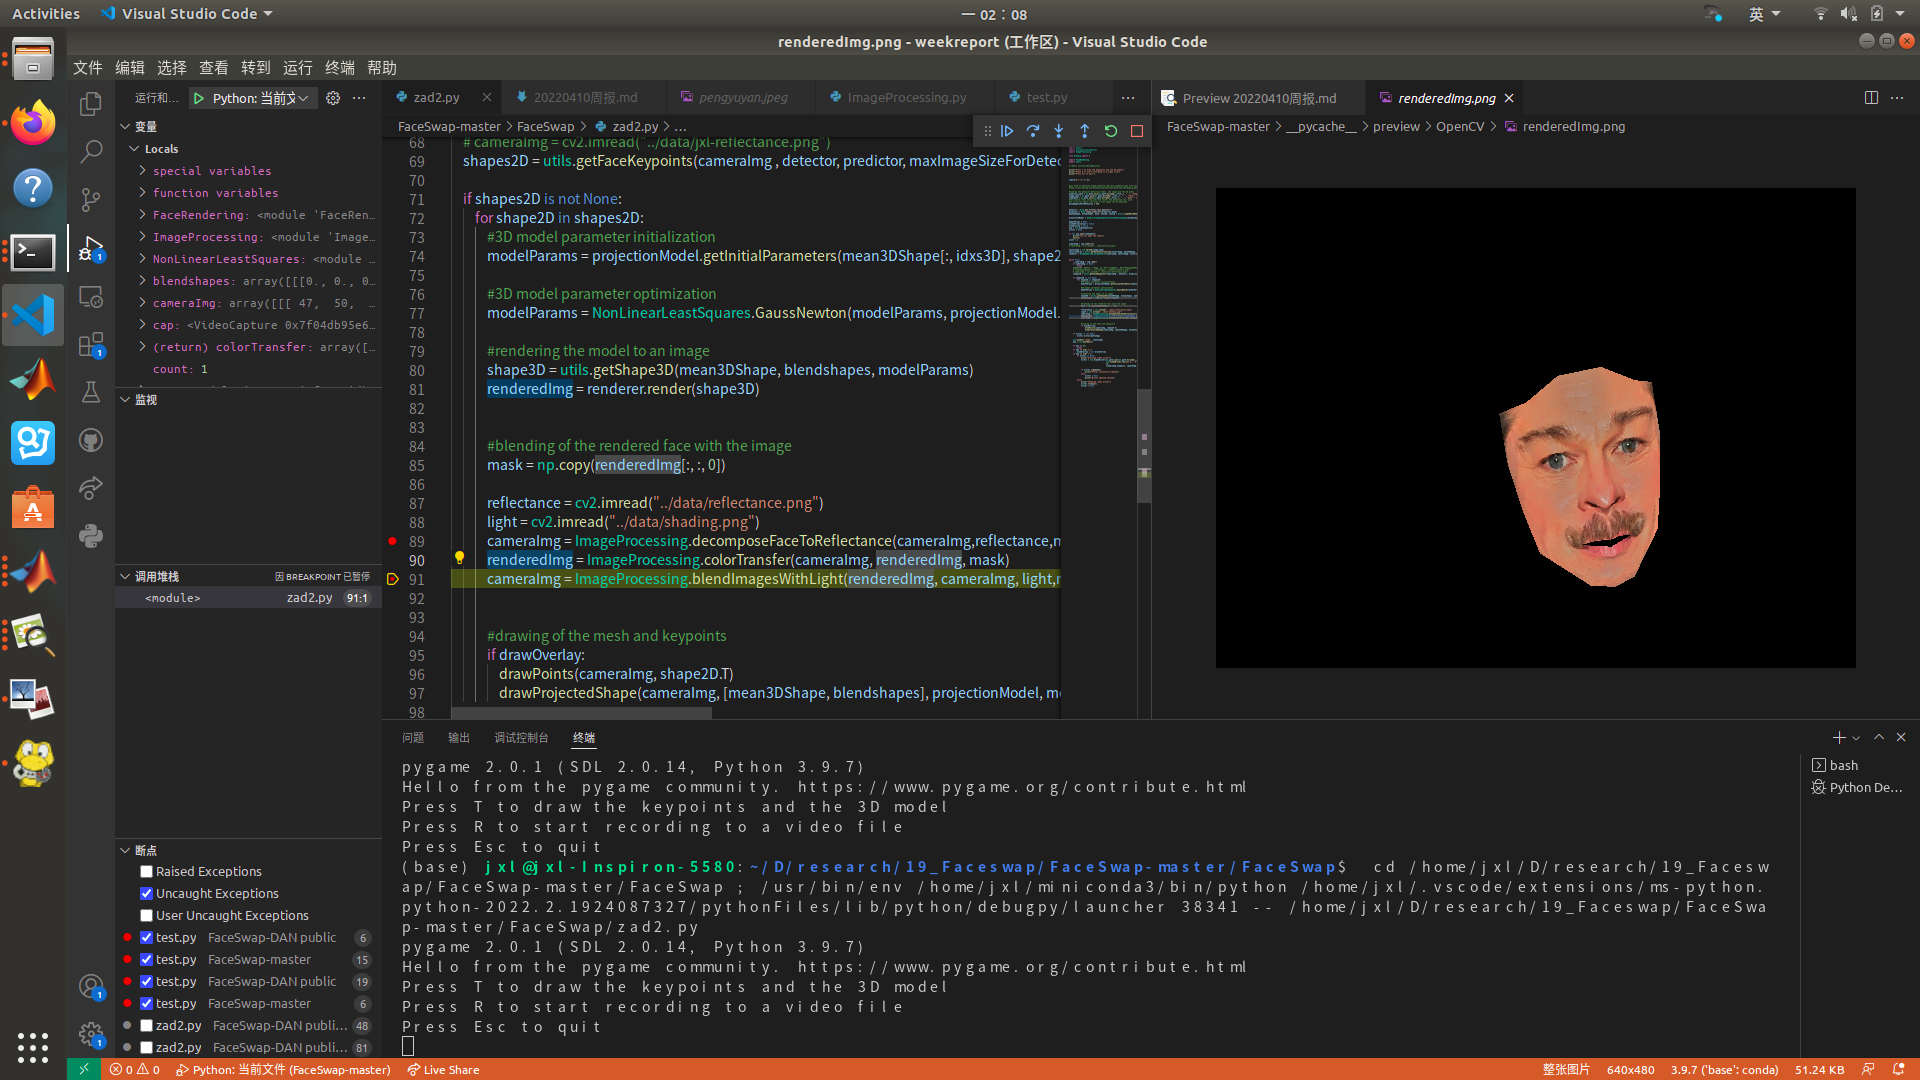 Activities
Visual Studio Code
一 02：08
英
renderedImg.png - weekreport (工作区) - Visual Studio Code
文件 编辑 选择 查看 转到 运行 终端 帮助
运行和...
Python: 当前文
变量
Locals
special variables
function variables
FaceRendering: <module 'FaceRen...
ImageProcessing: <module 'Image...
NonLinearLeastSquares: <module ...
blendshapes: array([[[0., 0., 0...
cameraImg: array([[[ 47, 50, ...
cap: <VideoCapture 0x7f04db95e6...
(return) colorTransfer: array([...
count: 1
监视
调用堆栈
因 BREAKPOINT 已暂停
<module>
zad2.py
91:1
断点
Raised Exceptions
Uncaught Exceptions
User Uncaught Exceptions
test.py FaceSwap-DAN public 6
test.py FaceSwap-master 15
test.py FaceSwap-DAN public 19
test.py FaceSwap-master 6
zad2.py FaceSwap-DAN publi... 48
zad2.py FaceSwap-DAN publi... 81
zad2.py
20220410周报.md
pengyuyan.jpeg
ImageProcessing.py
test.py
FaceSwap-master > FaceSwap > zad2.py > ...
68 # cameraImg = cv2.imread("../data/jxl-reflectance.png")
69 shapes2D = utils.getFaceKeypoints(cameraImg , detector, predictor, maxImageSizeForDetec
70
71 if shapes2D is not None:
72 for shape2D in shapes2D:
73 #3D model parameter initialization
74 modelParams = projectionModel.getInitialParameters(mean3DShape[:, idxs3D], shape2
75
76 #3D model parameter optimization
77 modelParams = NonLinearLeastSquares.GaussNewton(modelParams, projectionModel.
78
79 #rendering the model to an image
80 shape3D = utils.getShape3D(mean3DShape, blendshapes, modelParams)
81 renderedImg = renderer.render(shape3D)
82
83
84 #blending of the rendered face with the image
85 mask = np.copy(renderedImg[:, :, 0])
86
87 reflectance = cv2.imread("../data/reflectance.png")
88 light = cv2.imread("../data/shading.png")
89 cameraImg = ImageProcessing.decomposeFaceToReflectance(cameraImg,reflectance,m
90 renderedImg = ImageProcessing.colorTransfer(cameraImg, renderedImg, mask)
91 cameraImg = ImageProcessing.blendImagesWithLight(renderedImg, cameraImg, light,
92
93
94 #drawing of the mesh and keypoints
95 if drawOverlay:
96 drawPoints(cameraImg, shape2D.T)
97 drawProjectedShape(cameraImg, [mean3DShape, blendshapes], projectionModel, m
98
Preview 20220410周报.md
renderedImg.png
FaceSwap-master > __pycache__ > preview > OpenCV > renderedImg.png
问题 输出 调试控制台 终端
pygame 2.0.1 (SDL 2.0.14, Python 3.9.7)
Hello from the pygame community. https://www.pygame.org/contribute.html
Press T to draw the keypoints and the 3D model
Press R to start recording to a video file
Press Esc to quit
(base) jxl@jxl-Inspiron-5580:~/D/research/19_Faceswap/FaceSwap-master/FaceSwap$ cd /home/jxl/D/research/19_Facesw
ap/FaceSwap-master/FaceSwap ; /usr/bin/env /home/jxl/miniconda3/bin/python /home/jxl/.vscode/extensions/ms-python.
python-2022.2.1924087327/pythonFiles/lib/python/debugpy/launcher 38341 -- /home/jxl/D/research/19_Faceswap/FaceSwa
p-master/FaceSwap/zad2.py
pygame 2.0.1 (SDL 2.0.14, Python 3.9.7)
Hello from the pygame community. https://www.pygame.org/contribute.html
Press T to draw the keypoints and the 3D model
Press R to start recording to a video file
Press Esc to quit
bash
Python De...
0 0
Python: 当前文件 (FaceSwap-master)
Live Share
整张图片
640x480
3.9.7 ('base': conda)
51.24 KB